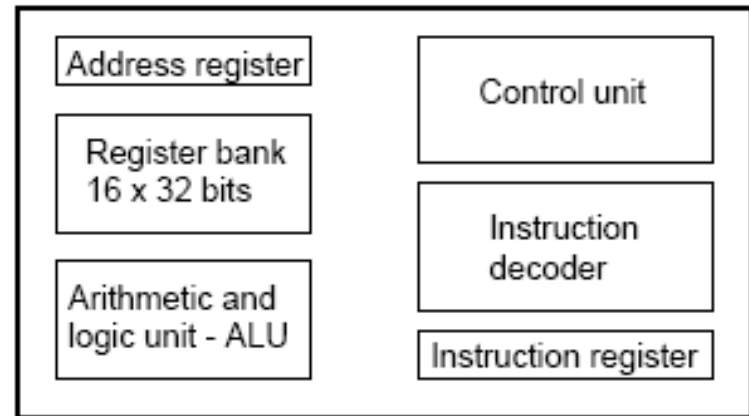 Address register
Register bank
16 x 32 bits
Arithmetic and
logic unit - ALU
Control unit
Instruction
decoder
Instruction register